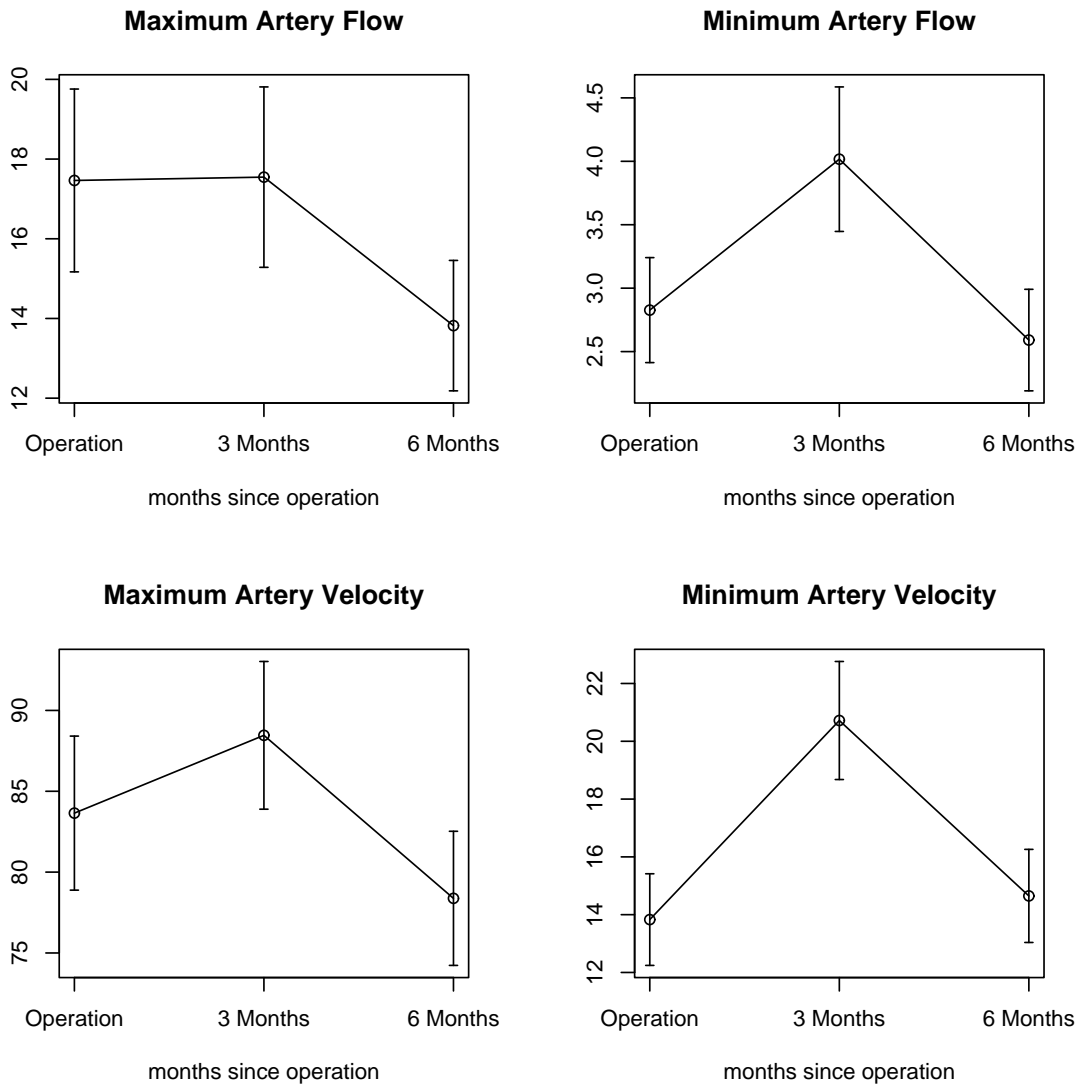 Maximum Artery Flow
20
18
16
14
12
Operation 3 Months 6 Months
months since operation
Minimum Artery Flow
4.5
4.0
3.5
3.0
2.5
Operation 3 Months 6 Months
months since operation
Maximum Artery Velocity
90
85
80
75
Operation 3 Months 6 Months
months since operation
Minimum Artery Velocity
22
20
18
16
14
12
Operation 3 Months 6 Months
months since operation